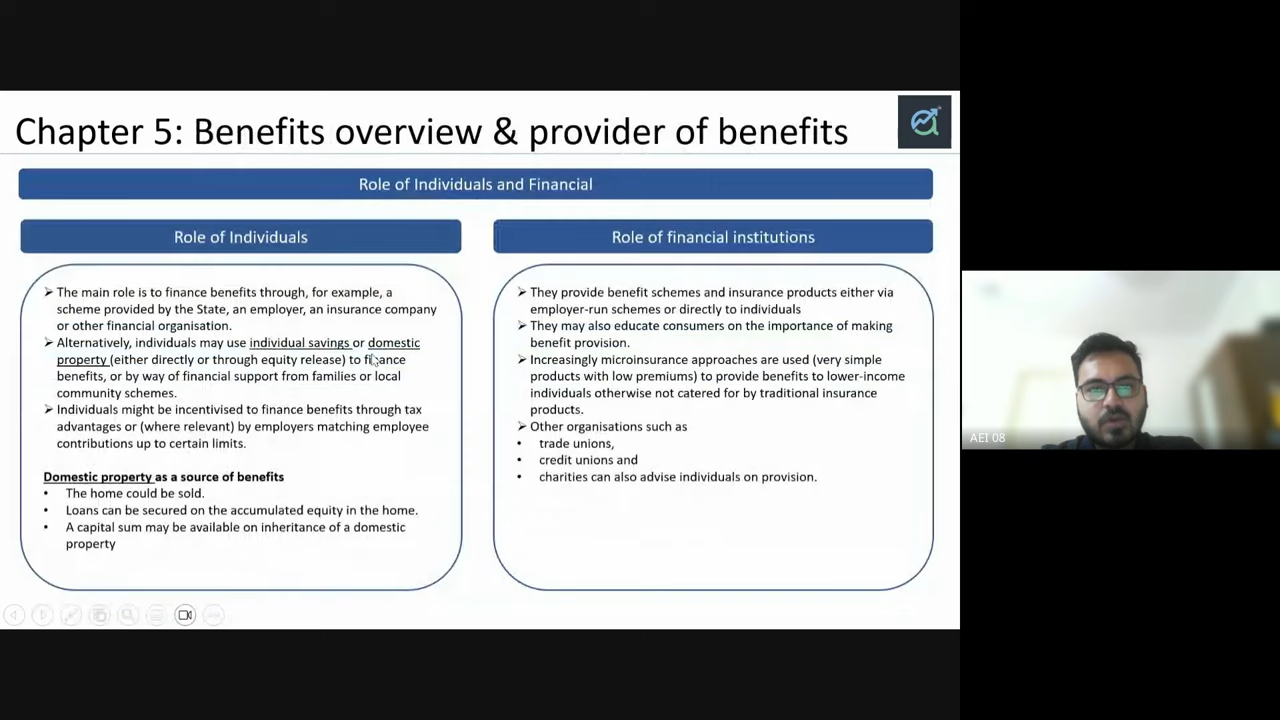 Chapter 5: Benefits overview & provider of benefits
Role of Individuals and Financial
Role of Individuals
➢ The main role is to finance benefits through, for example, a
scheme provided by the State, an employer, an insurance company
or other financial organisation.
➢ Alternatively, individuals may use individual savings or domestic
property (either directly or through equity release) to finance
benefits, or by way of financial support from families or local
community schemes.
➢ Individuals might be incentivised to finance benefits through tax
advantages or (where relevant) by employers matching employee
contributions up to certain limits.
Domestic property as a source of benefits
• The home could be sold.
• Loans can be secured on the accumulated equity in the home.
• A capital sum may be available on inheritance of a domestic
property
Role of financial institutions
➢ They provide benefit schemes and insurance products either via
employer-run schemes or directly to individuals
➢ They may also educate consumers on the importance of making
benefit provision.
➢ Increasingly microinsurance approaches are used (very simple
products with low premiums) to provide benefits to lower-income
individuals otherwise not catered for by traditional insurance
products.
➢ Other organisations such as
• trade unions,
• credit unions and
• charities can also advise individuals on provision.
AEI 08